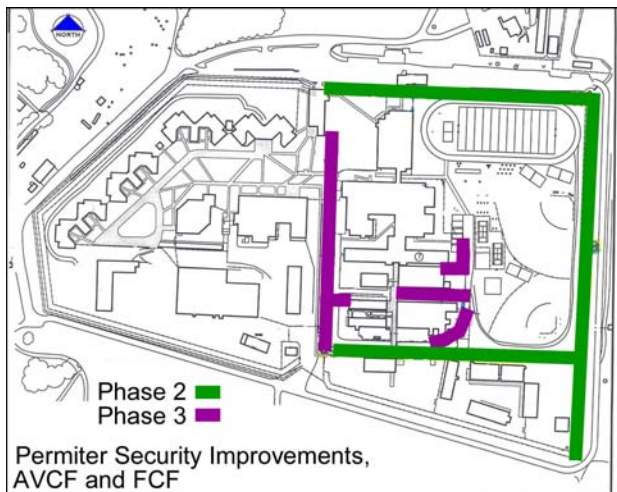 NORTH
Phase 2
Phase 3
Permiter Security Improvements,
AVCF and FCF